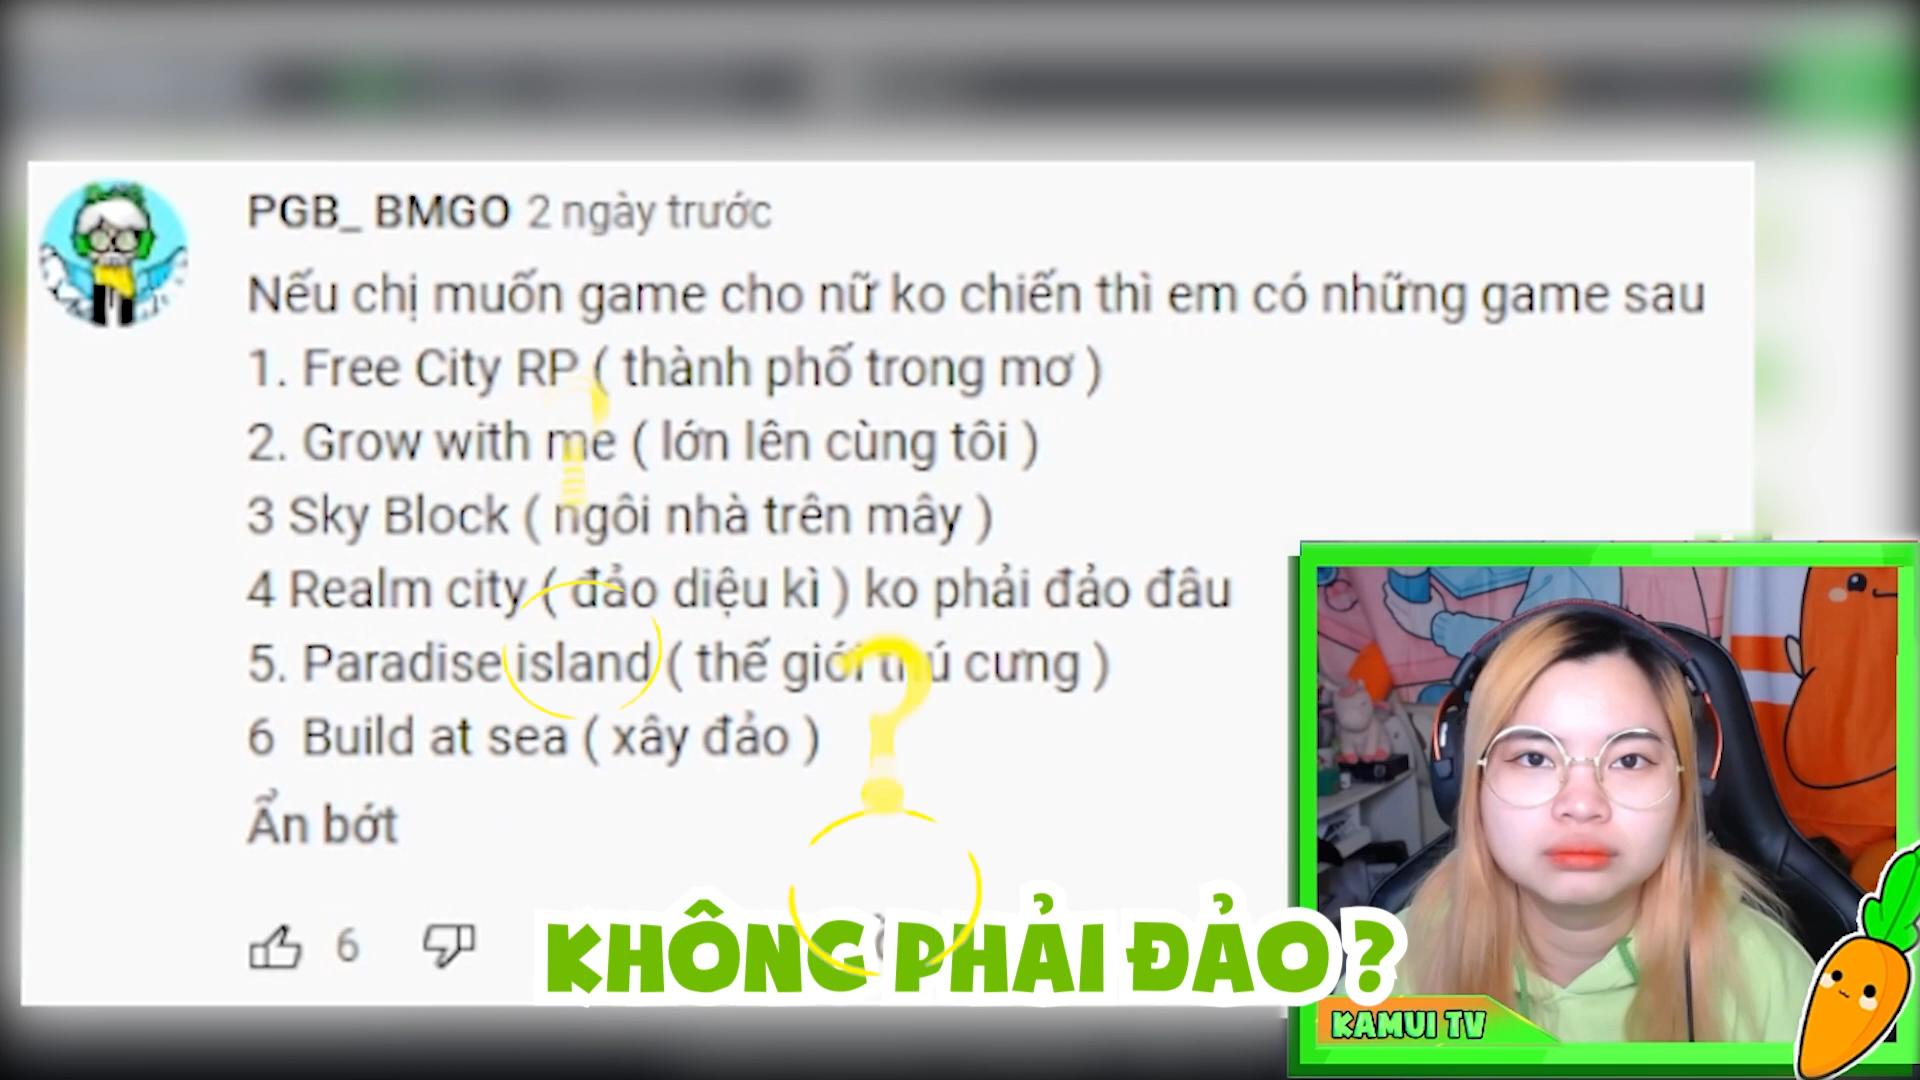 PGB_ BMGO 2 ngày trước
Nếu chị muốn game cho nữ ko chiến thì em có những game sau
1. Free City RP ( thành phố trong mơ )
2. Grow with me ( lớn lên cùng tôi )
3 Sky Block ( ngôi nhà trên mây )
4 Realm city ( đảo diệu kì ) ko phải đảo đâu
5. Paradise island ( thế giới thú cưng )
6 Build at sea ( xây đảo )
Ẩn bớt
6
KHÔNG PHẢI ĐẢO?
KAMUI TV